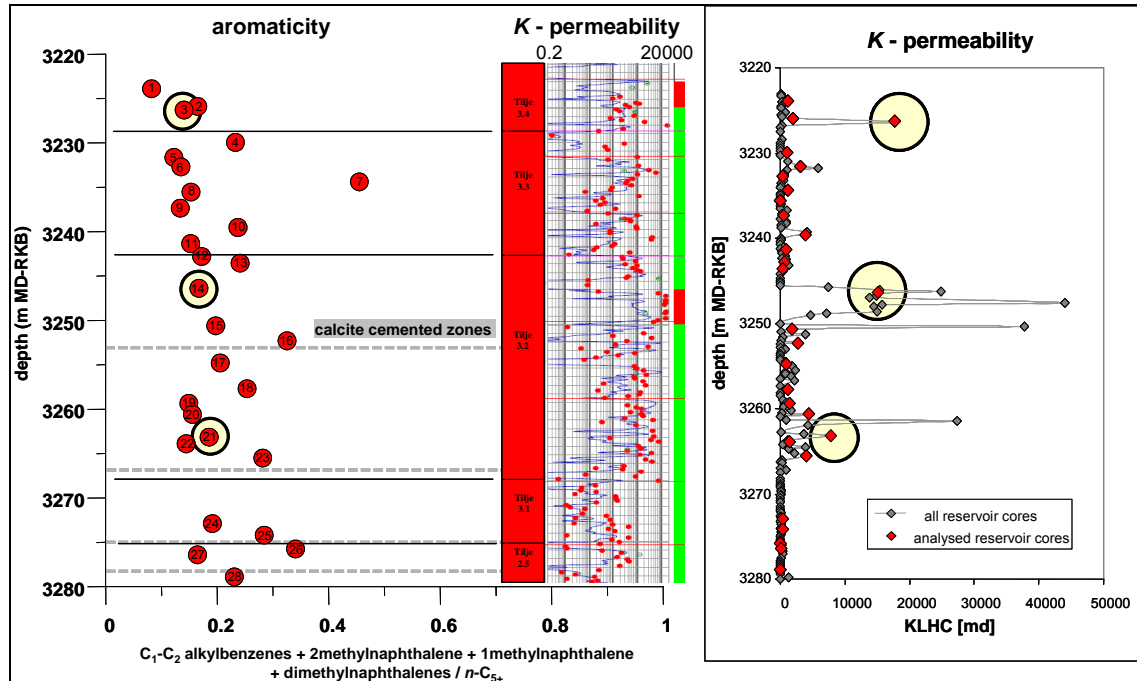 aromaticity
K - permeability
0.2 20000
3220
3230
3240
3250
3260
3270
3280
depth (m MD-RKB)
1
2
3
4
5
6
7
8
9
10
11
12
13
14
15
16
calcite cemented zones
17
18
19
20
21
22
23
24
25
26
27
28
Tilje
3.4
Tilje
3.3
Tilje
3.2
Tilje
3.1
Tilje
2.5
0 0.2 0.4 0.6 0.8 1
C₁-C₂ alkylbenzenes + 2methylnaphthalene + 1methylnaphthalene
+ dimethylnaphthalenes / n-C₅₊
K - permeability
3220
3230
3240
3250
3260
3270
3280
depth [m MD-RKB]
all reservoir cores
analysed reservoir cores
0 10000 20000 30000 40000 50000
KLHC [md]